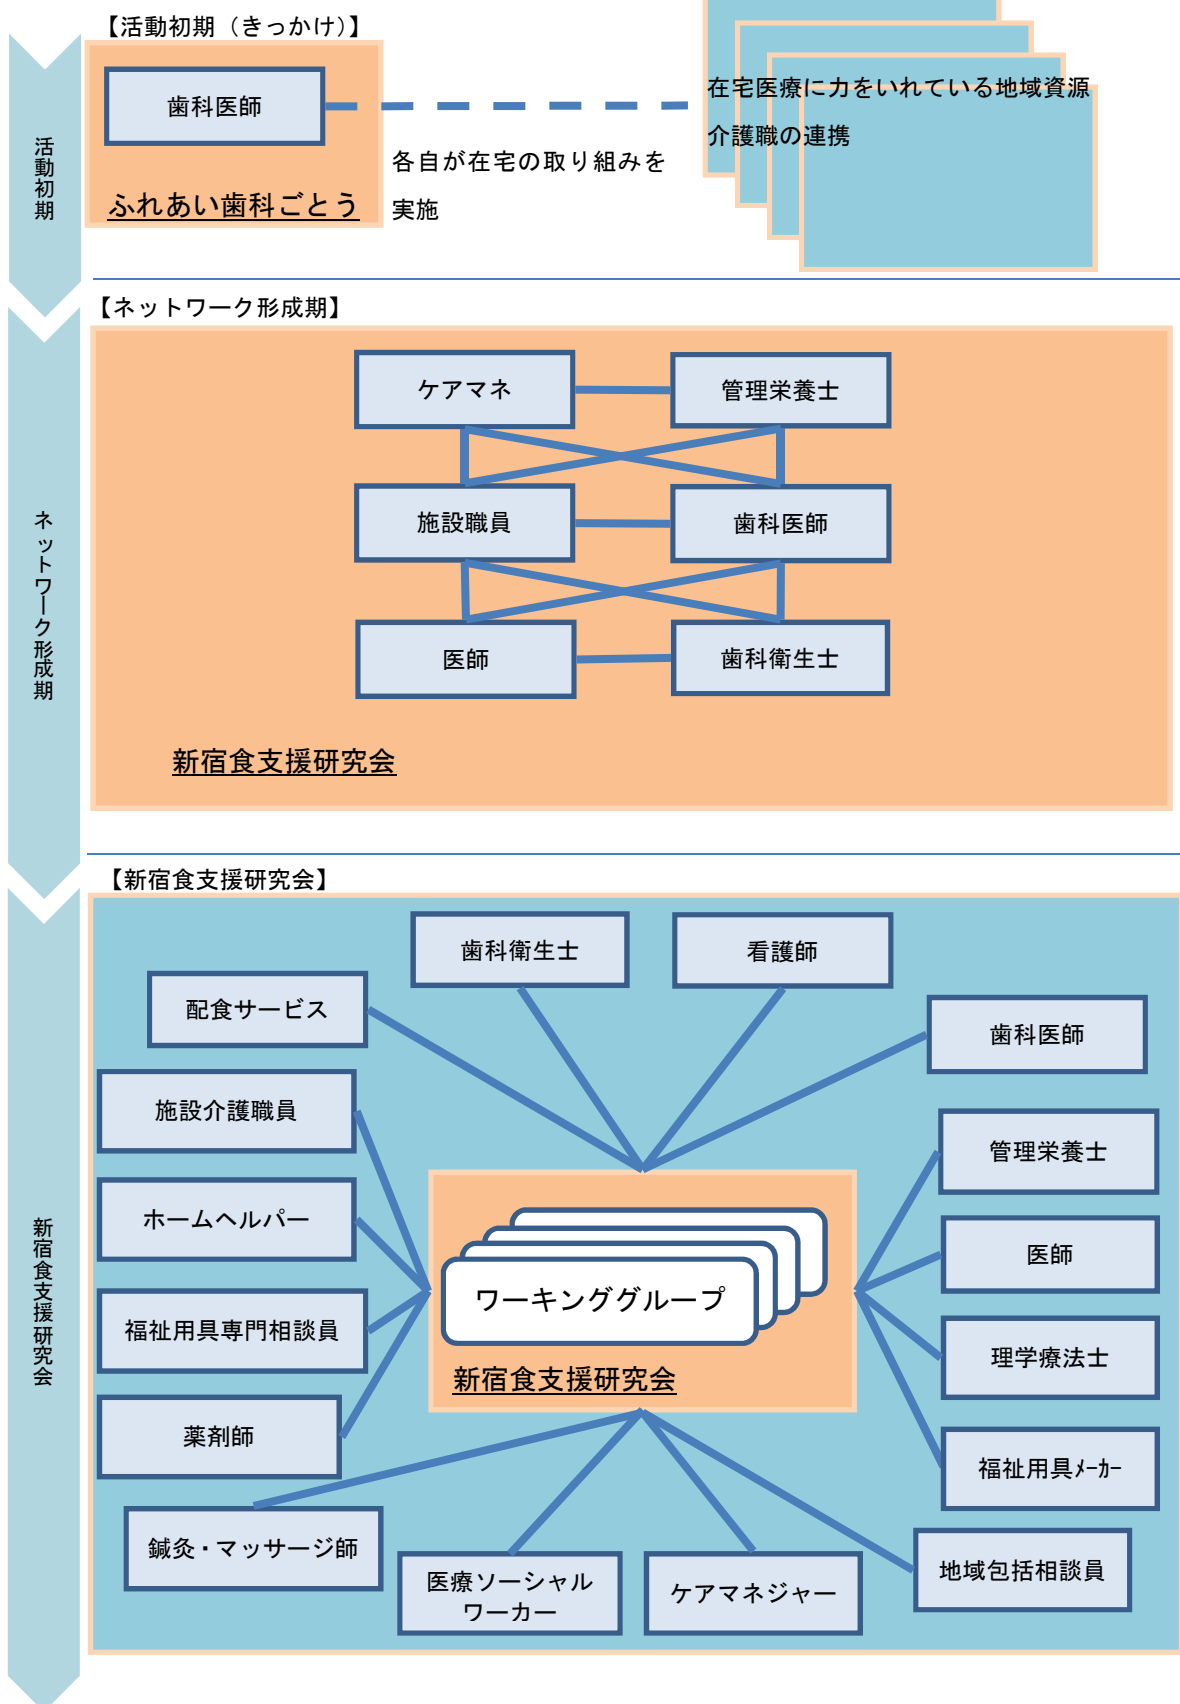 【活動初期（きっかけ）】
活動初期
歯科医師
ふれあい歯科ごとう
各自が在宅の取り組みを
実施
在宅医療に力をいれている地域資源
介護職の連携
【ネットワーク形成期】
ネットワーク形成期
ケアマネ
管理栄養士
施設職員
歯科医師
医師
歯科衛生士
新宿食支援研究会
【新宿食支援研究会】
新宿食支援研究会
歯科衛生士
看護師
配食サービス
歯科医師
施設介護職員
管理栄養士
ホームヘルパー
医師
福祉用具専門相談員
理学療法士
薬剤師
福祉用具ﾒｰｶｰ
ワーキンググループ
新宿食支援研究会
鍼灸・マッサージ師
医療ソーシャル
ワーカー
ケアマネジャー
地域包括相談員